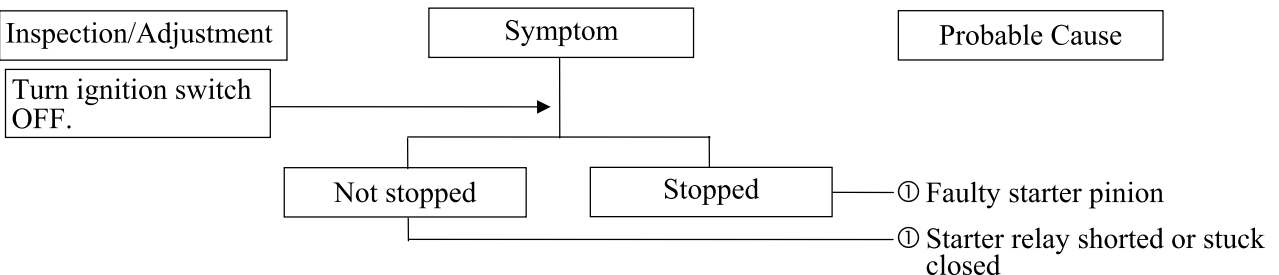 Inspection/Adjustment
Symptom
Probable Cause
Turn ignition switch
OFF.
Not stopped
Stopped
① Faulty starter pinion
① Starter relay shorted or stuck
closed